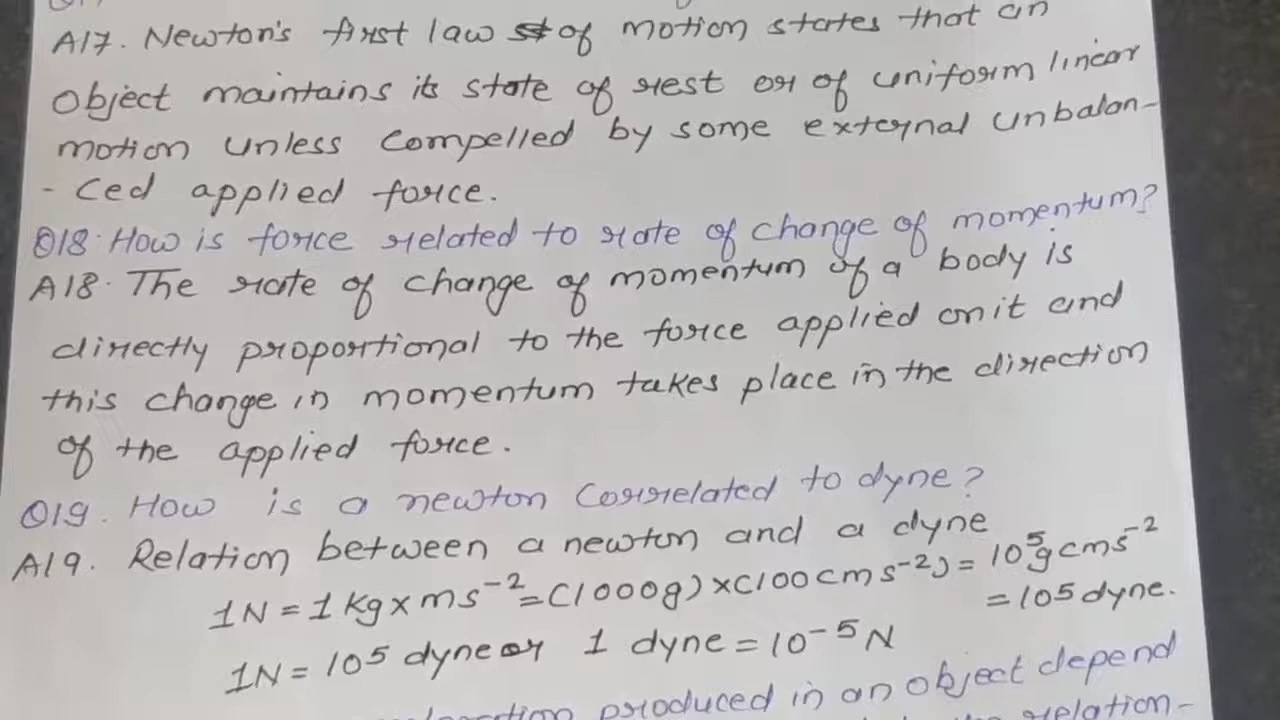 A17. Newton's first law of motion states that an
object maintains its state of rest or of uniform linear
motion unless compelled by some external unbalan-
- ced applied force.
Q18. How is force related to rate of change of momentum?
A18. The rate of change of momentum of a body is
directly proportional to the force applied on it and
this change in momentum takes place in the direction
of the applied force.
Q19. How is a newton correlated to dyne?
A19. Relation between a newton and a dyne
1N = 1 kg x ms⁻² = (1000g) x (100cms⁻²) = 10⁵g cms⁻²
= 10⁵ dyne.
1N = 10⁵ dyne or 1 dyne = 10⁻⁵ N
produced in an object depend
relation-